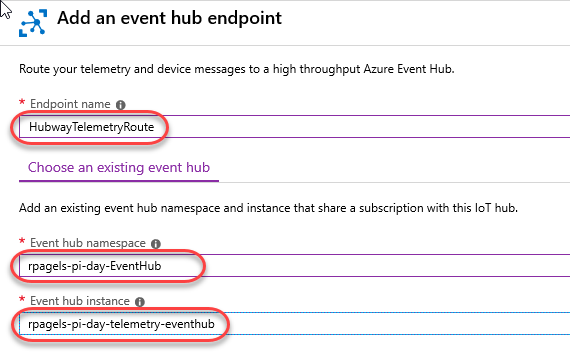 Add an event hub endpoint
Route your telemetry and device messages to a high throughput Azure Event Hub.
* Endpoint name
HubwayTelemetryRoute
Choose an existing event hub
Add an existing event hub namespace and instance that share a subscription with this IoT hub.
* Event hub namespace
rpagels-pi-day-EventHub
* Event hub instance
rpagels-pi-day-telemetry-eventhub